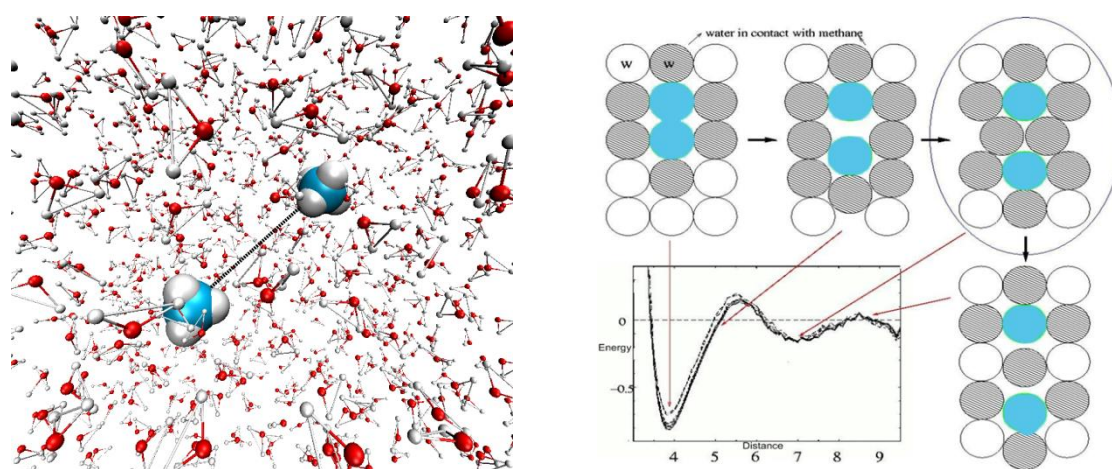 water in contact with methane
w w
0
Energy
-0.5
4 5 6 7 8 9
Distance